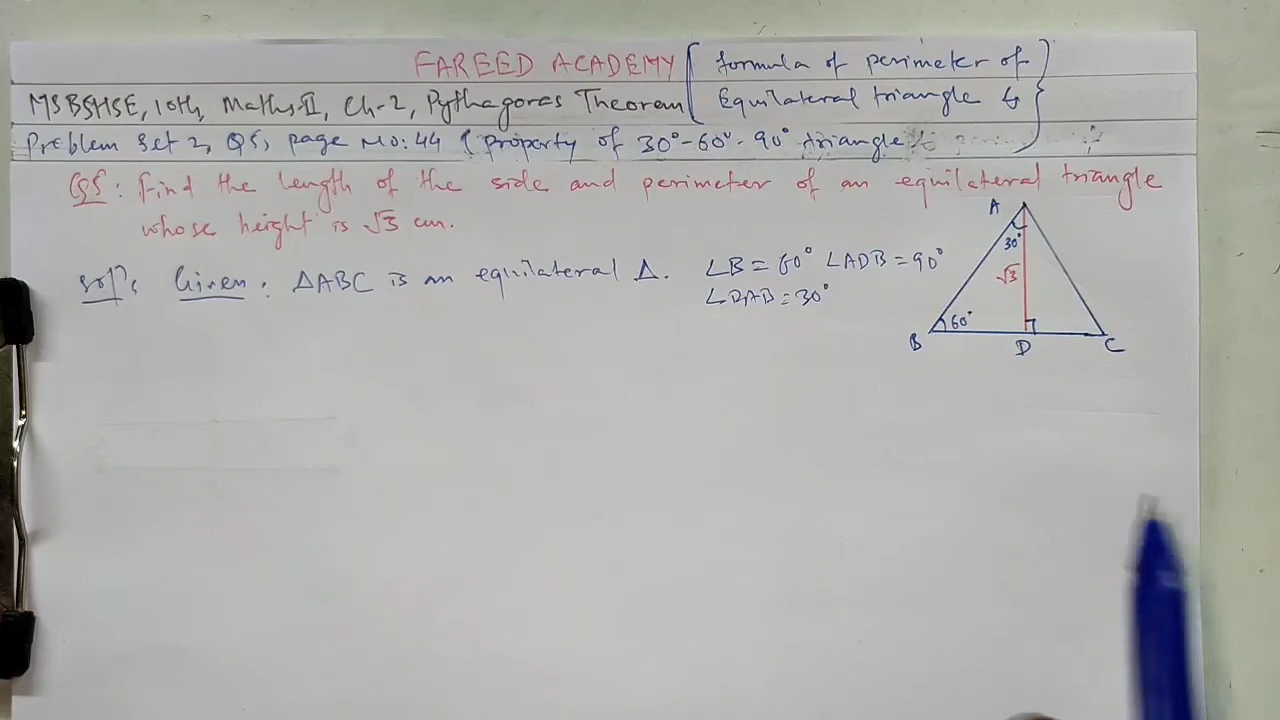 FAREED ACADEMY
formula of perimeter of
Equilateral triangle &
MSBSHSE, 10th, Maths-II, Ch-2, Pythagoras Theorem
Problem set 2, Q5, page No: 44 ( property of 30°-60°-90° triangle
Q5: Find the length of the side and perimeter of an equilateral triangle
whose height is √3 cm.
Solⁿ: Given: ΔABC is an equilateral Δ. ∠B = 60° ∠ADB = 90°
∠DAB = 30°
A
30°
√3
60°
B D C